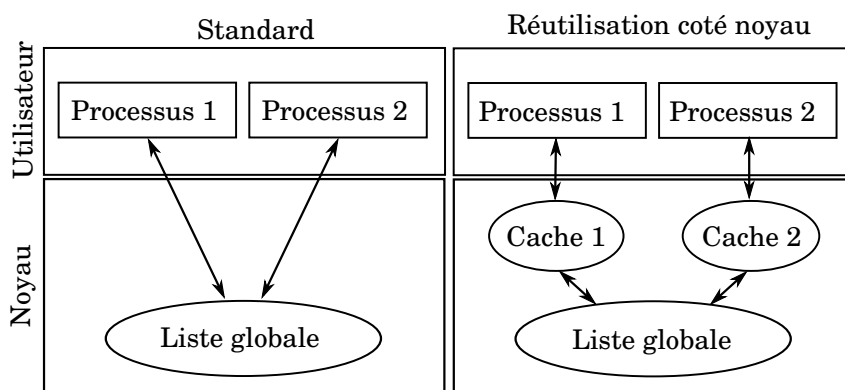 Standard
Réutilisation coté noyau
Utilisateur
Processus 1
Processus 2
Processus 1
Processus 2
Noyau
Cache 1
Cache 2
Liste globale
Liste globale